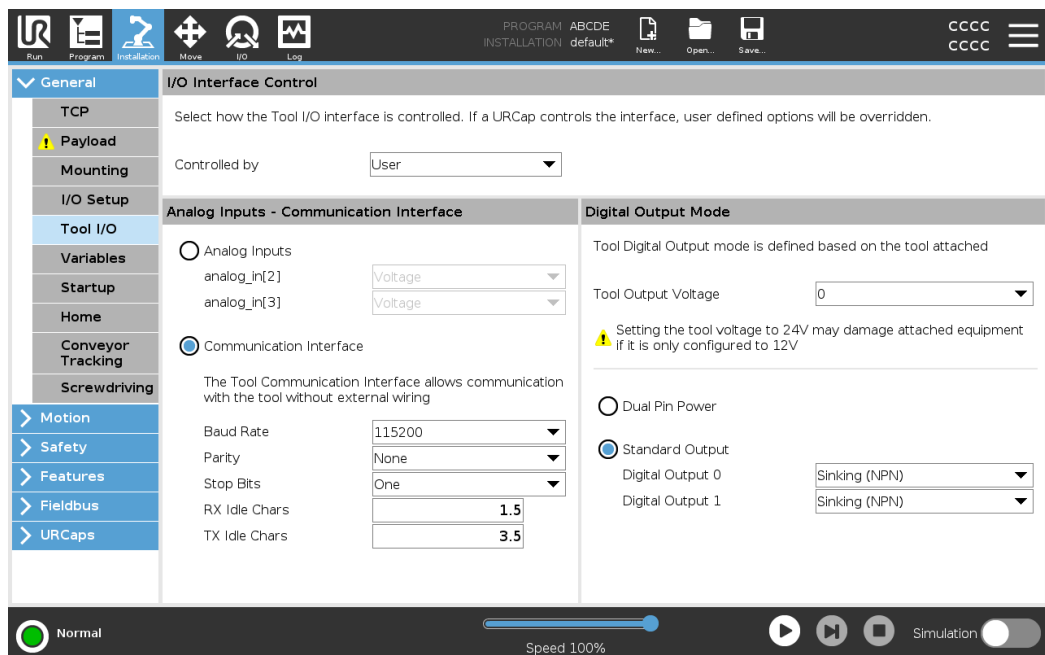 PROGRAM ABCDE
INSTALLATION default*
UR
Run
Program
Installation
Move
I/O
Log
New...
Open...
Save...
CCCC
CCCC
General
TCP
Payload
Mounting
I/O Setup
Tool I/O
Variables
Startup
Home
Conveyor
Tracking
Screwdriving
Motion
Safety
Features
Fieldbus
URCaps
I/O Interface Control
Select how the Tool I/O interface is controlled. If a URCap controls the interface, user defined options will be overridden.
Controlled by User
Analog Inputs - Communication Interface
Analog Inputs
analog_in[2] Voltage
analog_in[3] Voltage
Communication Interface
The Tool Communication Interface allows communication
with the tool without external wiring
Baud Rate 115200
Parity None
Stop Bits One
RX Idle Chars 1.5
TX Idle Chars 3.5
Digital Output Mode
Tool Digital Output mode is defined based on the tool attached
Tool Output Voltage 0
Setting the tool voltage to 24V may damage attached equipment
if it is only configured to 12V
Dual Pin Power
Standard Output
Digital Output 0 Sinking (NPN)
Digital Output 1 Sinking (NPN)
Normal
Speed 100%
Simulation